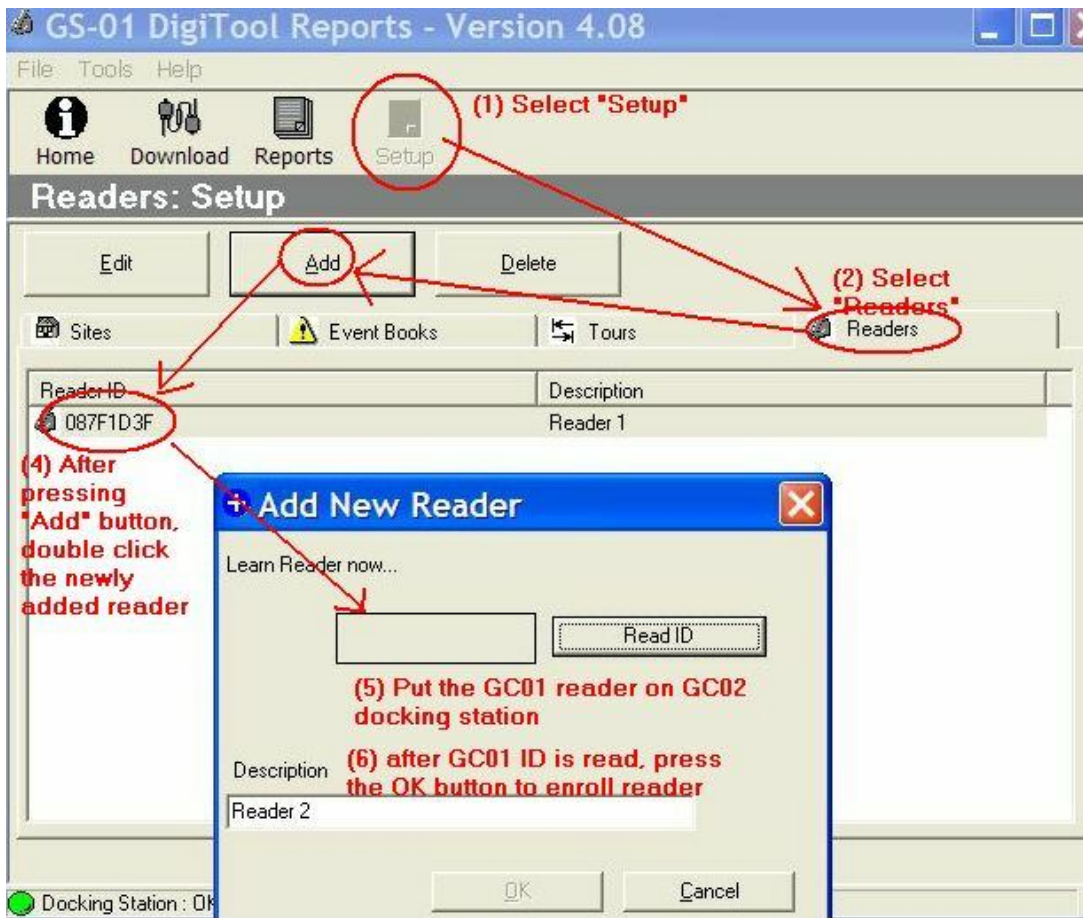 GS-01 DigiTool Reports - Version 4.08
File Tools Help
(1) Select "Setup"
Home Download Reports Setup
Readers: Setup
Edit Add Delete
(2) Select
"Readers"
Sites Event Books Tours Readers
Reader ID Description
087F1D3F Reader 1
(4) After
pressing
"Add" button,
double click
the newly
added reader
Add New Reader
Learn Reader now...
Read ID
(5) Put the GC01 reader on GC02
docking station
(6) after GC01 ID is read, press
the OK button to enroll reader
Description
Reader 2
OK Cancel
Docking Station : OK